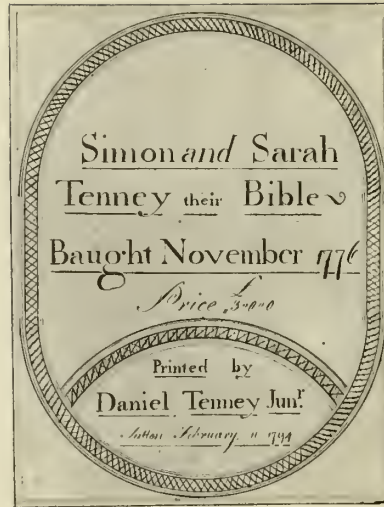 Simon and Sarah
Tenney their Bible
Baught November 1776
Price £3"0"0
Printed by
Daniel Tenney Junr.
Sutton February 11 1794